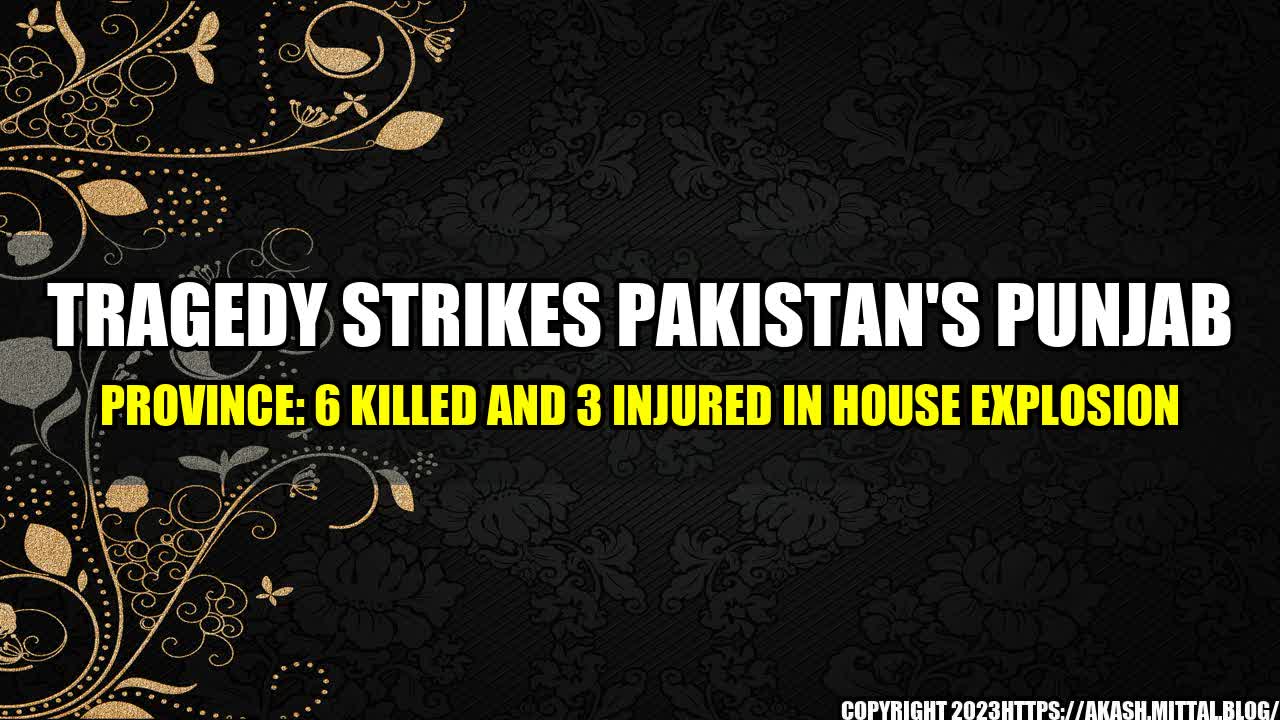 TRAGEDY STRIKES PAKISTAN'S PUNJAB
PROVINCE: 6 KILLED AND 3 INJURED IN HOUSE EXPLOSION
COPYRIGHT 2023HTTPS://AKASH.MITTAL.BLOG/